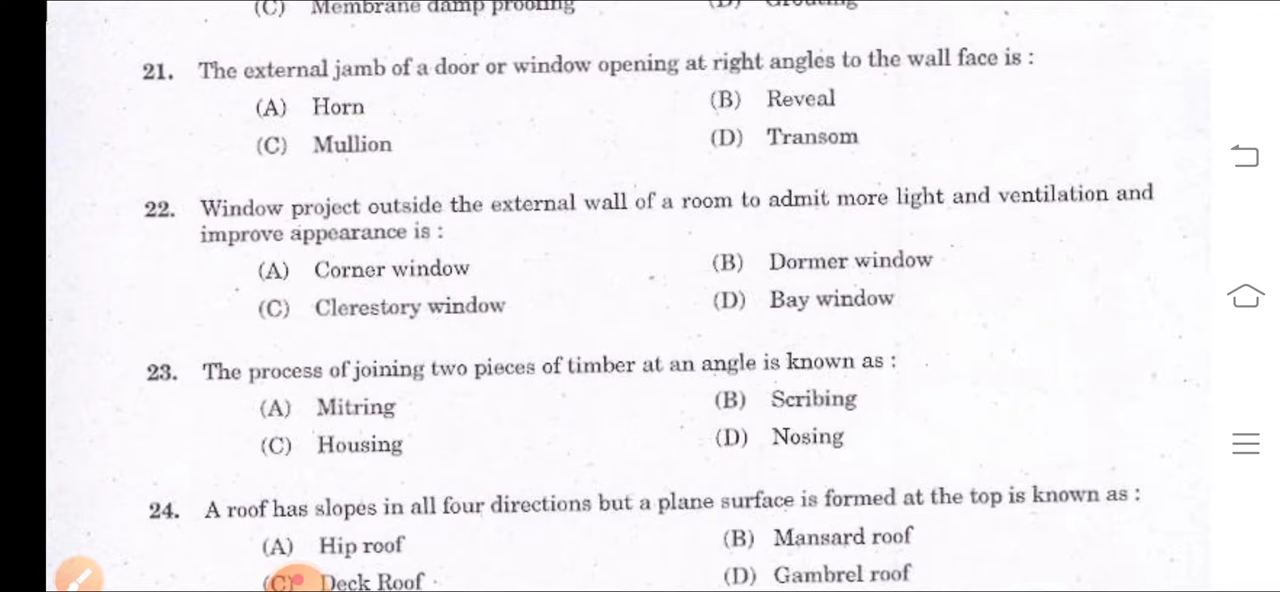 (C) Membrane damp proofing
21. The external jamb of a door or window opening at right angles to the wall face is :
(A) Horn (B) Reveal
(C) Mullion (D) Transom
22. Window project outside the external wall of a room to admit more light and ventilation and
improve appearance is :
(A) Corner window (B) Dormer window
(C) Clerestory window (D) Bay window
23. The process of joining two pieces of timber at an angle is known as :
(A) Mitring (B) Scribing
(C) Housing (D) Nosing
24. A roof has slopes in all four directions but a plane surface is formed at the top is known as :
(A) Hip roof (B) Mansard roof
(C) Deck Roof (D) Gambrel roof